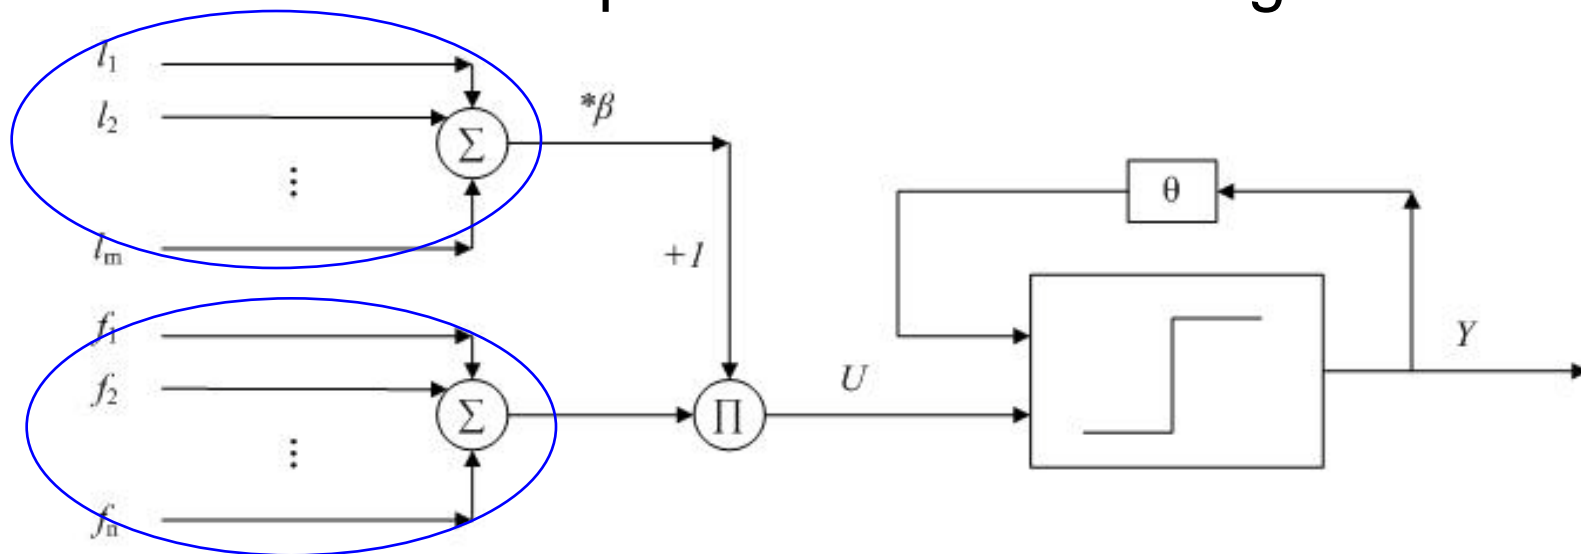 l₁
l₂
⋮
lₘ
Σ
*β
+1
f₁
f₂
⋮
fₙ
Σ
∏
U
θ
Y